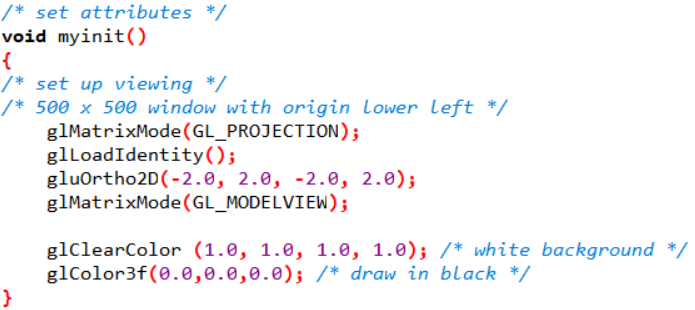 /* set attributes */
void myinit()
{
/* set up viewing */
/* 500 x 500 window with origin lower left */
    glMatrixMode(GL_PROJECTION);
    glLoadIdentity();
    gluOrtho2D(-2.0, 2.0, -2.0, 2.0);
    glMatrixMode(GL_MODELVIEW);

    glClearColor (1.0, 1.0, 1.0, 1.0); /* white background */
    glColor3f(0.0,0.0,0.0); /* draw in black */
}